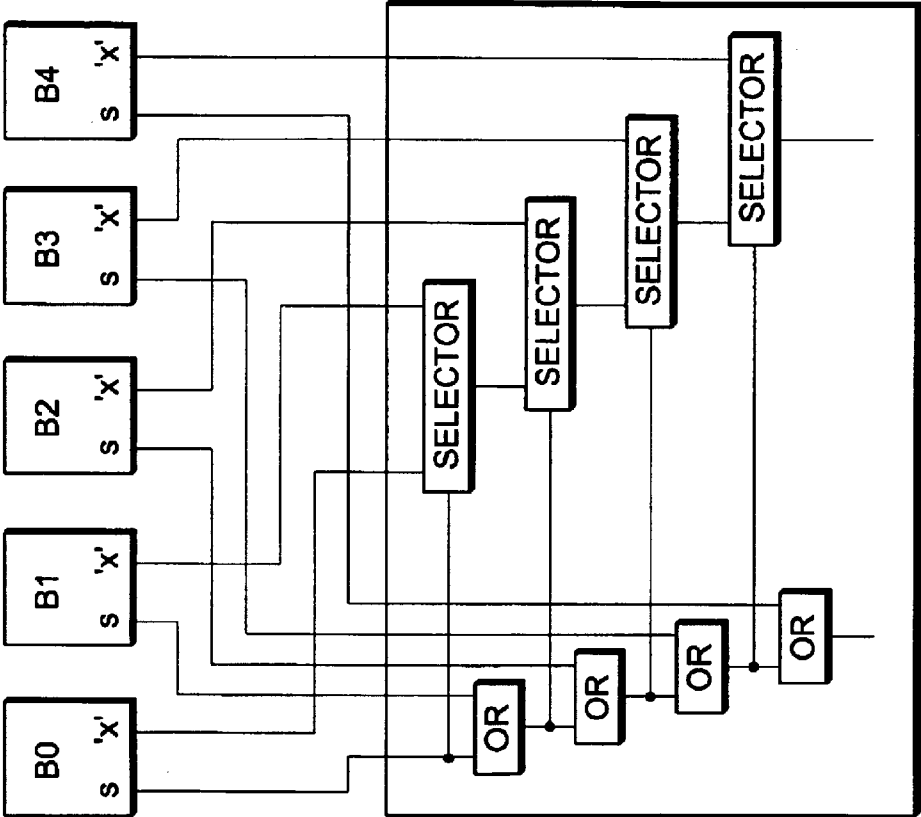 B0
s 'x'
B1
s 'x'
B2
s 'x'
B3
s 'x'
B4
s 'x'
SELECTOR
OR
SELECTOR
OR
SELECTOR
OR
SELECTOR
OR